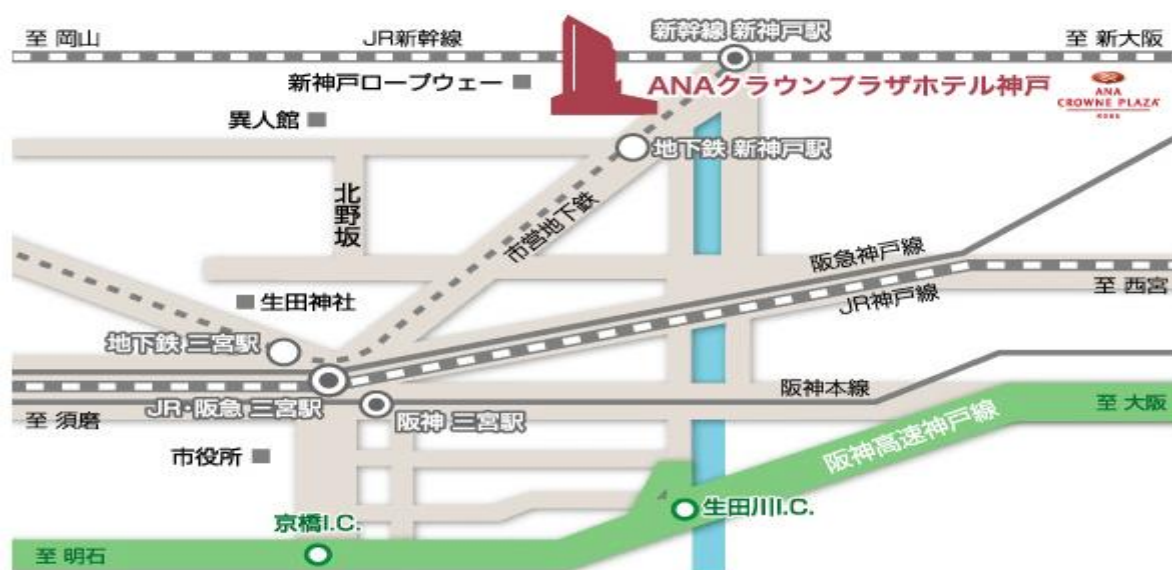 新幹線 新神戸駅
至 岡山
JR新幹線
至 新大阪
新神戸ロープウェー
ANAクラウンプラザホテル神戸
ANA
CROWNE PLAZA
異人館
地下鉄 新神戸駅
北野坂
市営地下鉄
阪急神戸線
JR神戸線
至 西宮
生田神社
地下鉄 三宮駅
JR・阪急 三宮駅
阪神 三宮駅
阪神本線
至 須磨
至 大阪
阪神高速神戸線
市役所
生田川I.C.
京橋I.C.
至 明石